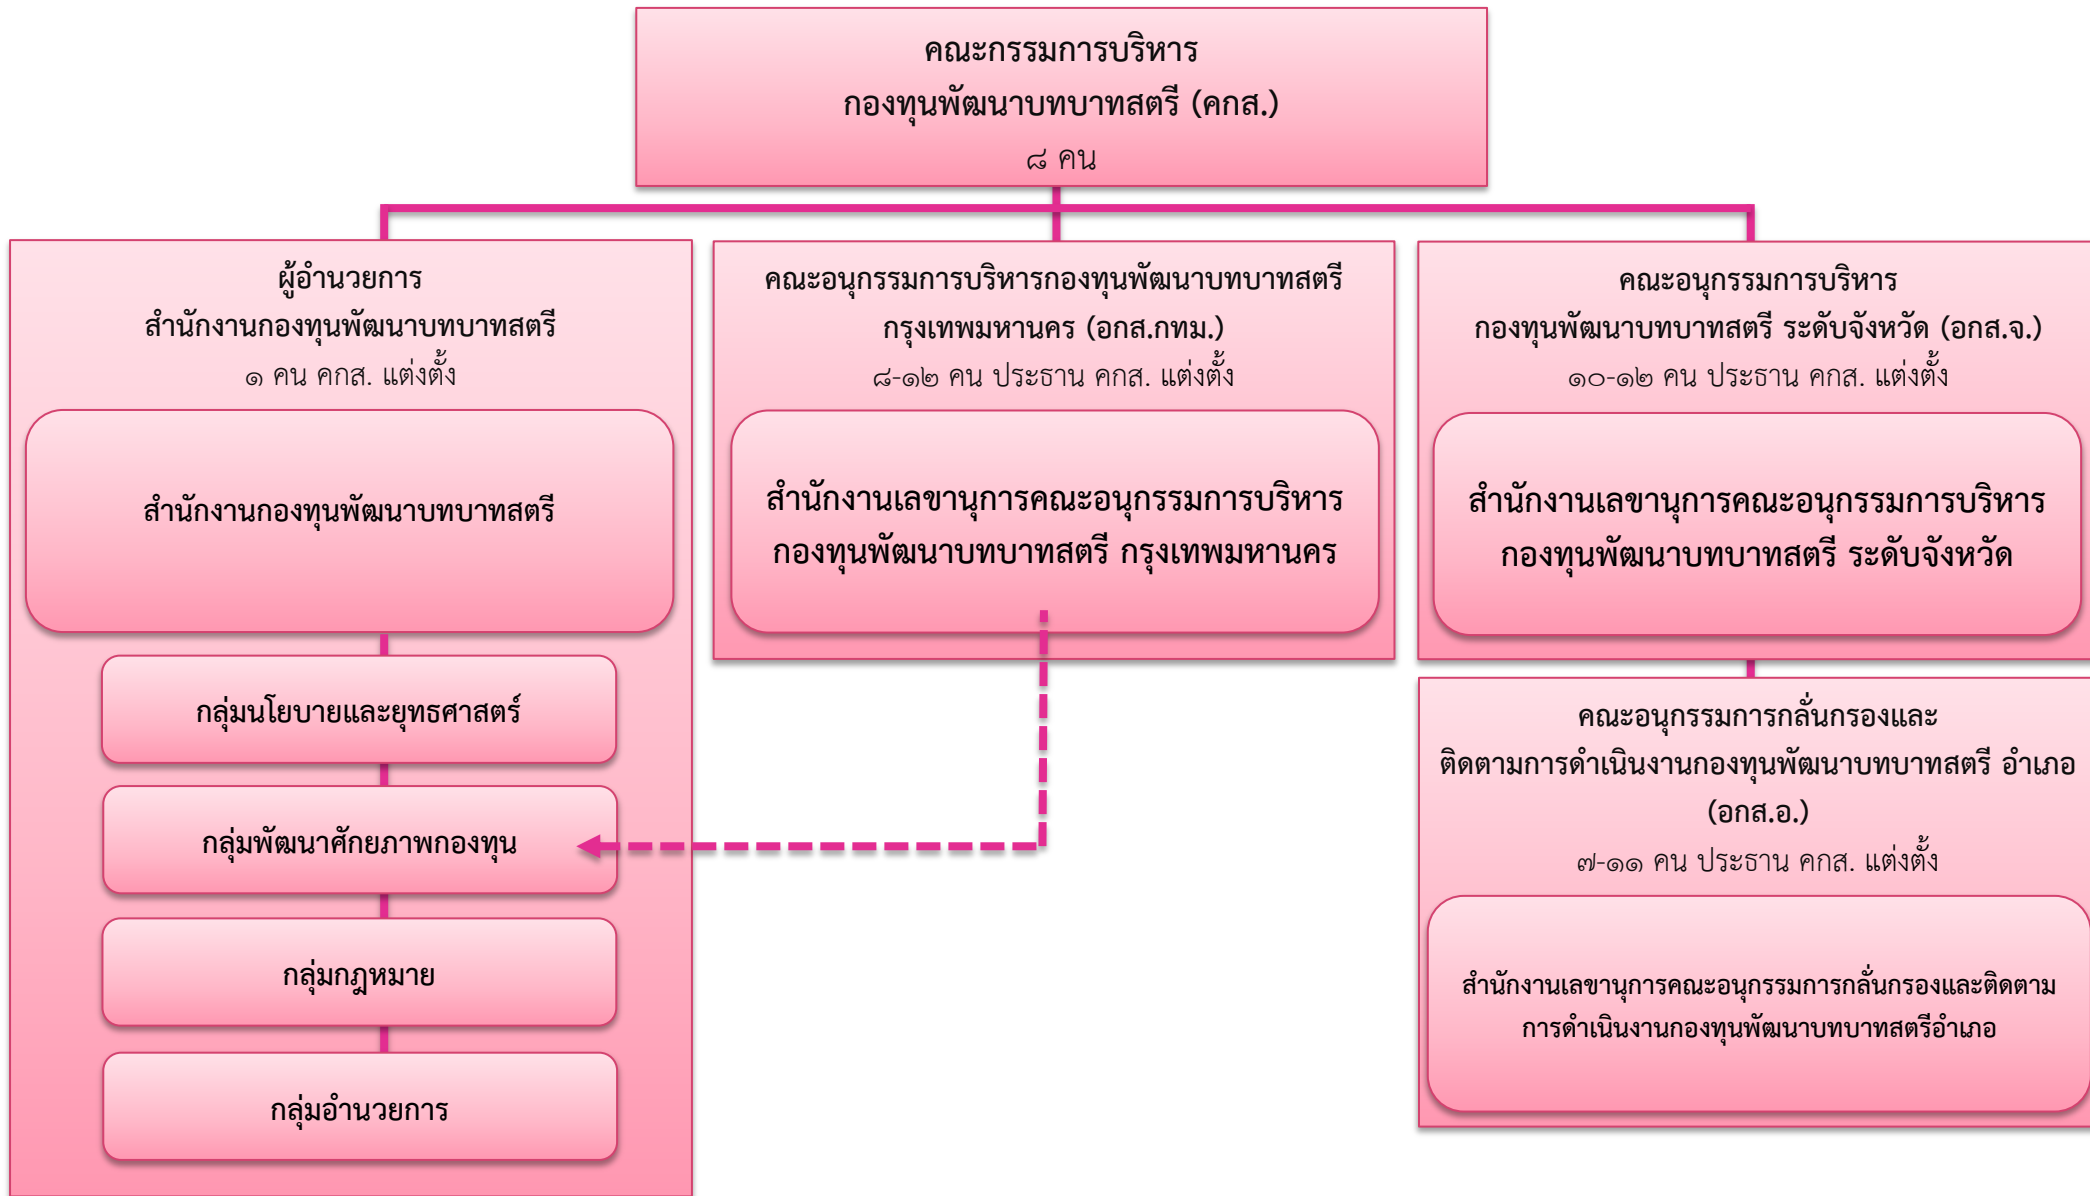 คณะกรรมการบริหาร
กองทุนพัฒนาบทบาทสตรี (คกส.)
๘ คน
ผู้อำนวยการ
สำนักงานกองทุนพัฒนาบทบาทสตรี
๑ คน คกส. แต่งตั้ง
สำนักงานกองทุนพัฒนาบทบาทสตรี
กลุ่มนโยบายและยุทธศาสตร์
กลุ่มพัฒนาศักยภาพกองทุน
กลุ่มกฎหมาย
กลุ่มอำนวยการ
คณะอนุกรรมการบริหารกองทุนพัฒนาบทบาทสตรี
กรุงเทพมหานคร (อกส.กทม.)
๘-๑๒ คน ประธาน คกส. แต่งตั้ง
สำนักงานเลขานุการคณะอนุกรรมการบริหาร
กองทุนพัฒนาบทบาทสตรี กรุงเทพมหานคร
คณะอนุกรรมการบริหาร
กองทุนพัฒนาบทบาทสตรี ระดับจังหวัด (อกส.จ.)
๑๐-๑๒ คน ประธาน คกส. แต่งตั้ง
สำนักงานเลขานุการคณะอนุกรรมการบริหาร
กองทุนพัฒนาบทบาทสตรี ระดับจังหวัด
คณะอนุกรรมการกลั่นกรองและ
ติดตามการดำเนินงานกองทุนพัฒนาบทบาทสตรี อำเภอ
(อกส.อ.)
๗-๑๑ คน ประธาน คกส. แต่งตั้ง
สำนักงานเลขานุการคณะอนุกรรมการกลั่นกรองและติดตาม
การดำเนินงานกองทุนพัฒนาบทบาทสตรีอำเภอ